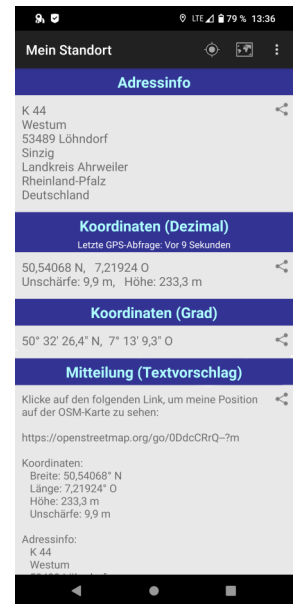 LTE 79 % 13:36
Mein Standort
Adressinfo
K 44
Westum
53489 Löhndorf
Sinzig
Landkreis Ahrweiler
Rheinland-Pfalz
Deutschland
Koordinaten (Dezimal)
Letzte GPS-Abfrage: Vor 9 Sekunden
50,54068 N, 7,21924 O
Unschärfe: 9,9 m, Höhe: 233,3 m
Koordinaten (Grad)
50° 32' 26,4" N, 7° 13' 9,3" O
Mitteilung (Textvorschlag)
Klicke auf den folgenden Link, um meine Position
auf der OSM-Karte zu sehen:
https://openstreetmap.org/go/0DdcCRrQ--?m
Koordinaten:
Breite: 50,54068° N
Länge: 7,21924° O
Höhe: 233,3 m
Unschärfe: 9,9 m
Adressinfo:
K 44
Westum